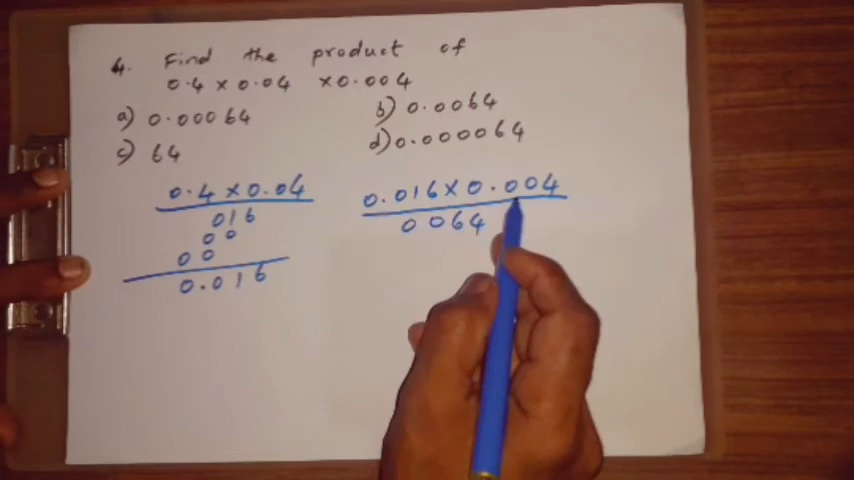 4. Find the product of
0.4 x 0.04 x 0.004
a) 0.00064 b) 0.0064
c) 64 d) 0.000064
0.4 x 0.04
016
00
00
0.016
0.016 x 0.004
0064